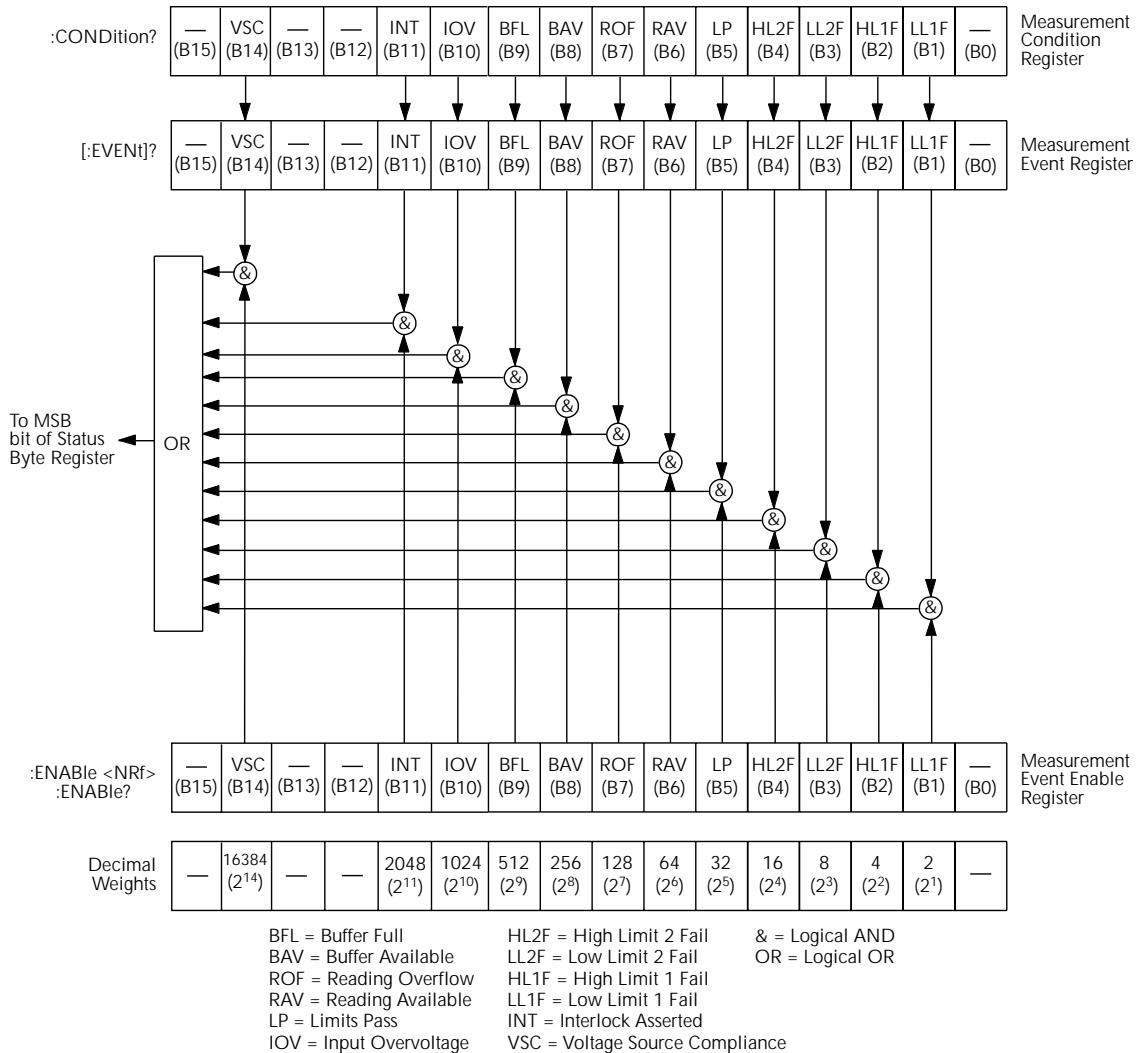 :CONDition?
— (B15) VSC (B14) — (B13) — (B12) INT (B11) IOV (B10) BFL (B9) BAV (B8) ROF (B7) RAV (B6) LP (B5) HL2F (B4) LL2F (B3) HL1F (B2) LL1F (B1) — (B0)
Measurement
Condition
Register
[:EVENt]?
— (B15) VSC (B14) — (B13) — (B12) INT (B11) IOV (B10) BFL (B9) BAV (B8) ROF (B7) RAV (B6) LP (B5) HL2F (B4) LL2F (B3) HL1F (B2) LL1F (B1) — (B0)
Measurement
Event Register
&
&
&
&
&
&
&
&
&
&
&
&
To MSB
bit of Status
Byte Register
OR
:ENABle <NRf>
:ENABle?
— (B15) VSC (B14) — (B13) — (B12) INT (B11) IOV (B10) BFL (B9) BAV (B8) ROF (B7) RAV (B6) LP (B5) HL2F (B4) LL2F (B3) HL1F (B2) LL1F (B1) — (B0)
Measurement
Event Enable
Register
Decimal
Weights
— 16384 (2¹⁴) — — 2048 (2¹¹) 1024 (2¹⁰) 512 (2⁹) 256 (2⁸) 128 (2⁷) 64 (2⁶) 32 (2⁵) 16 (2⁴) 8 (2³) 4 (2²) 2 (2¹) —
BFL = Buffer Full
BAV = Buffer Available
ROF = Reading Overflow
RAV = Reading Available
LP = Limits Pass
IOV = Input Overvoltage
HL2F = High Limit 2 Fail
LL2F = Low Limit 2 Fail
HL1F = High Limit 1 Fail
LL1F = Low Limit 1 Fail
INT = Interlock Asserted
VSC = Voltage Source Compliance
& = Logical AND
OR = Logical OR